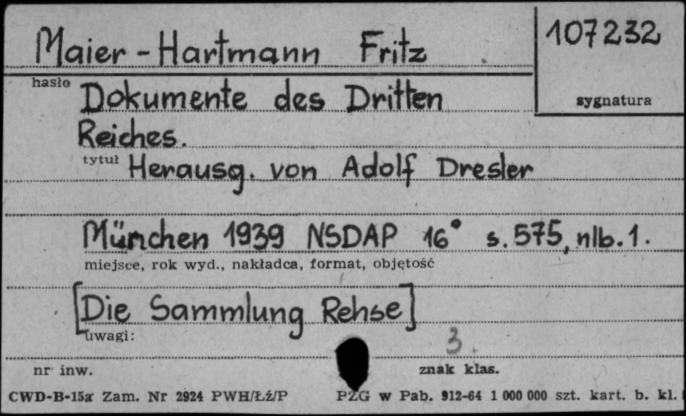 Maier-Hartmann Fritz
107232
hasło
sygnatura
Dokumente des Dritten
Reiches.
tytuł
Herausg. von Adolf Dresler
München 1939 NSDAP 16° s. 575, nlb. 1.
miejsce, rok wyd., nakładca, format, objętość
[Die Sammlung Rehse]
uwagi:
3
nr inw.
znak klas.
CWD-B-15a Zam. Nr 2924 PWH/Łź/P
PZG w Pab. 912-64 1 000 000 szt. kart. b. kl.